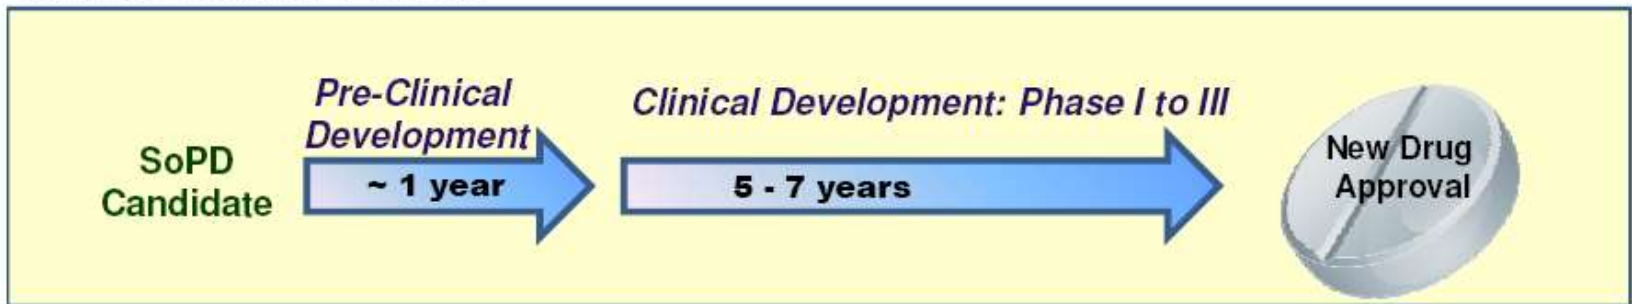 SoPD
Candidate
Pre-Clinical
Development
~ 1 year
Clinical Development: Phase I to III
5 - 7 years
New Drug
Approval